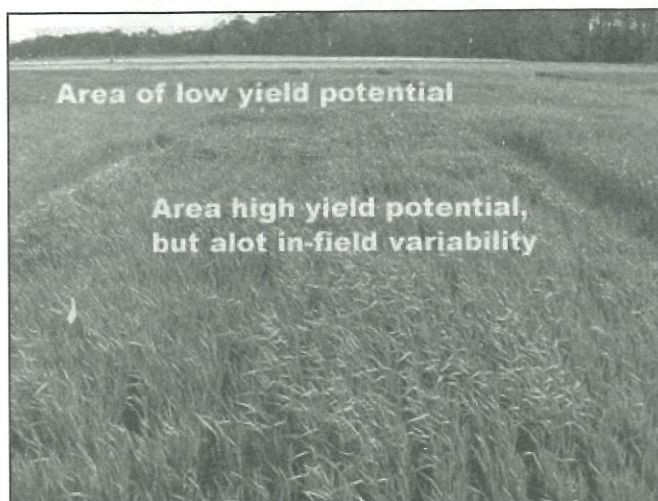 Area of low yield potential
Area high yield potential,
but alot in-field variability